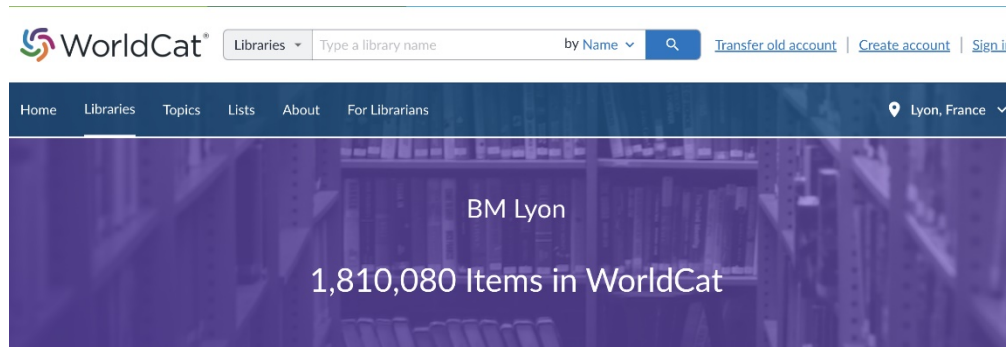 WorldCat® Libraries Type a library name by Name Transfer old account | Create account |
Home Libraries Topics Lists About For Librarians Lyon, France
BM Lyon
1,810,080 Items in WorldCat